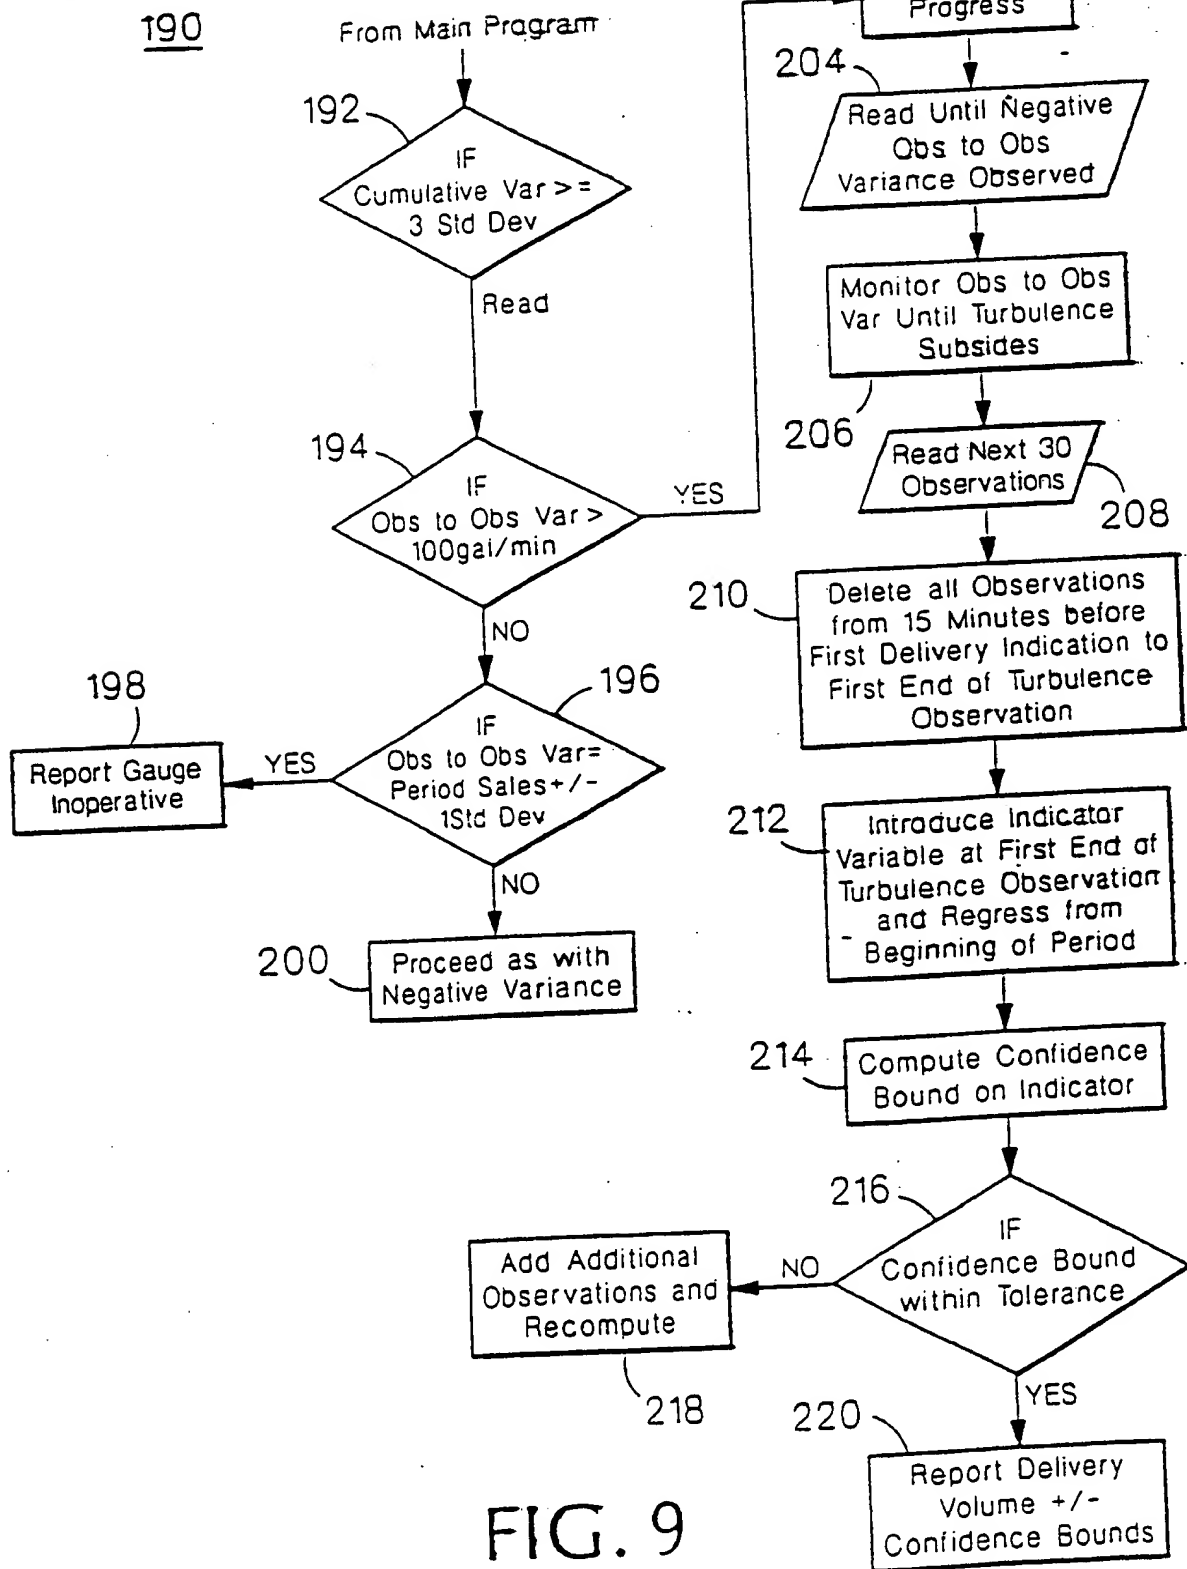 190
From Main Program
192
IF
Cumulative Var >=
3 Std Dev
Read
194
IF
Obs to Obs Var >
100gal/min
YES
NO
196
IF
Obs to Obs Var=
Period Sales+/-
1Std Dev
YES
198
Report Gauge
Inoperative
NO
200
Proceed as with
Negative Variance
Progress
204
Read Until Negative
Obs to Obs
Variance Observed
Monitor Obs to Obs
Var Until Turbulence
Subsides
206
Read Next 30
Observations
208
210
Delete all Observations
from 15 Minutes before
First Delivery Indication to
First End of Turbulence
Observation
212
Introduce Indicator
Variable at First End of
Turbulence Observation
and Regress from
Beginning of Period
214
Compute Confidence
Bound on Indicator
216
IF
Confidence Bound
within Tolerance
NO
Add Additional
Observations and
Recompute
218
YES
220
Report Delivery
Volume +/-
Confidence Bounds
FIG. 9